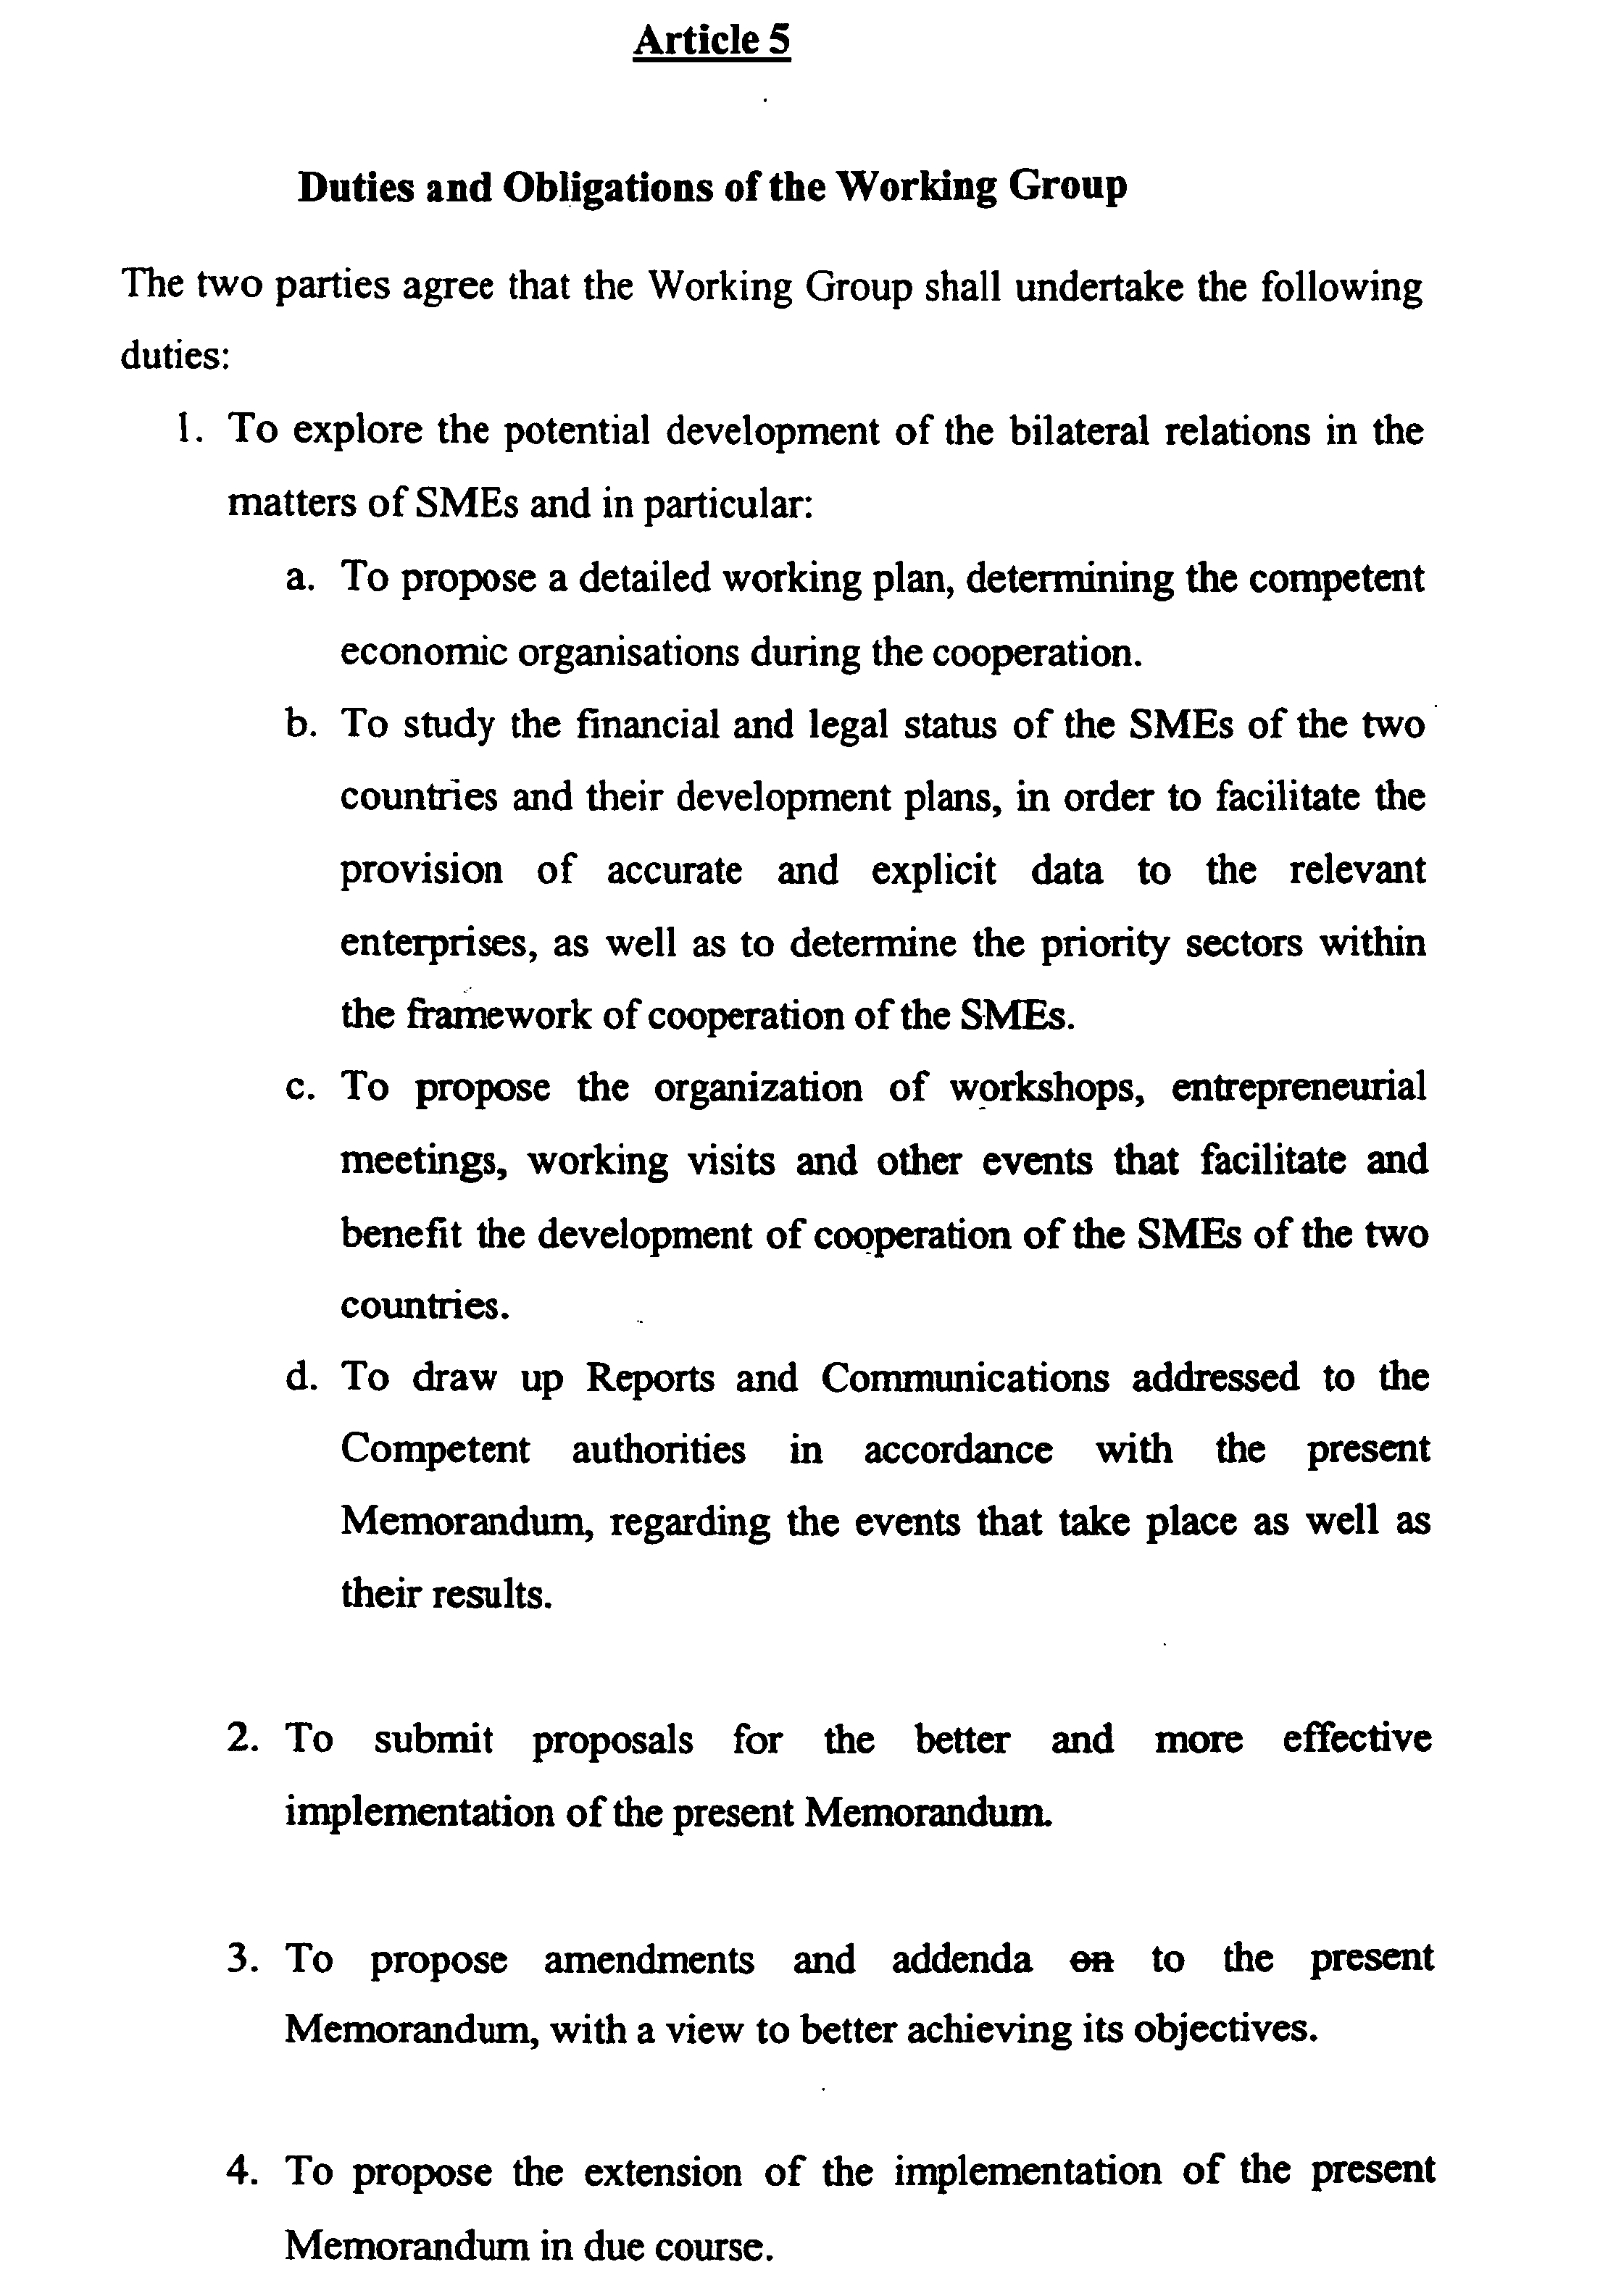 Article 5
Duties and Obligations of the Working Group
The two parties agree that the Working Group shall undertake the following
duties:
1. To explore the potential development of the bilateral relations in the
matters of SMEs and in particular:
a. To propose a detailed working plan, determining the competent
economic organisations during the cooperation.
b. To study the financial and legal status of the SMEs of the two
countries and their development plans, in order to facilitate the
provision of accurate and explicit data to the relevant
enterprises, as well as to determine the priority sectors within
the framework of cooperation of the SMEs.
c. To propose the organization of workshops, entrepreneurial
meetings, working visits and other events that facilitate and
benefit the development of cooperation of the SMEs of the two
countries.
d. To draw up Reports and Communications addressed to the
Competent authorities in accordance with the present
Memorandum, regarding the events that take place as well as
their results.
2. To submit proposals for the better and more effective
implementation of the present Memorandum.
3. To propose amendments and addenda on to the present
Memorandum, with a view to better achieving its objectives.
4. To propose the extension of the implementation of the present
Memorandum in due course.